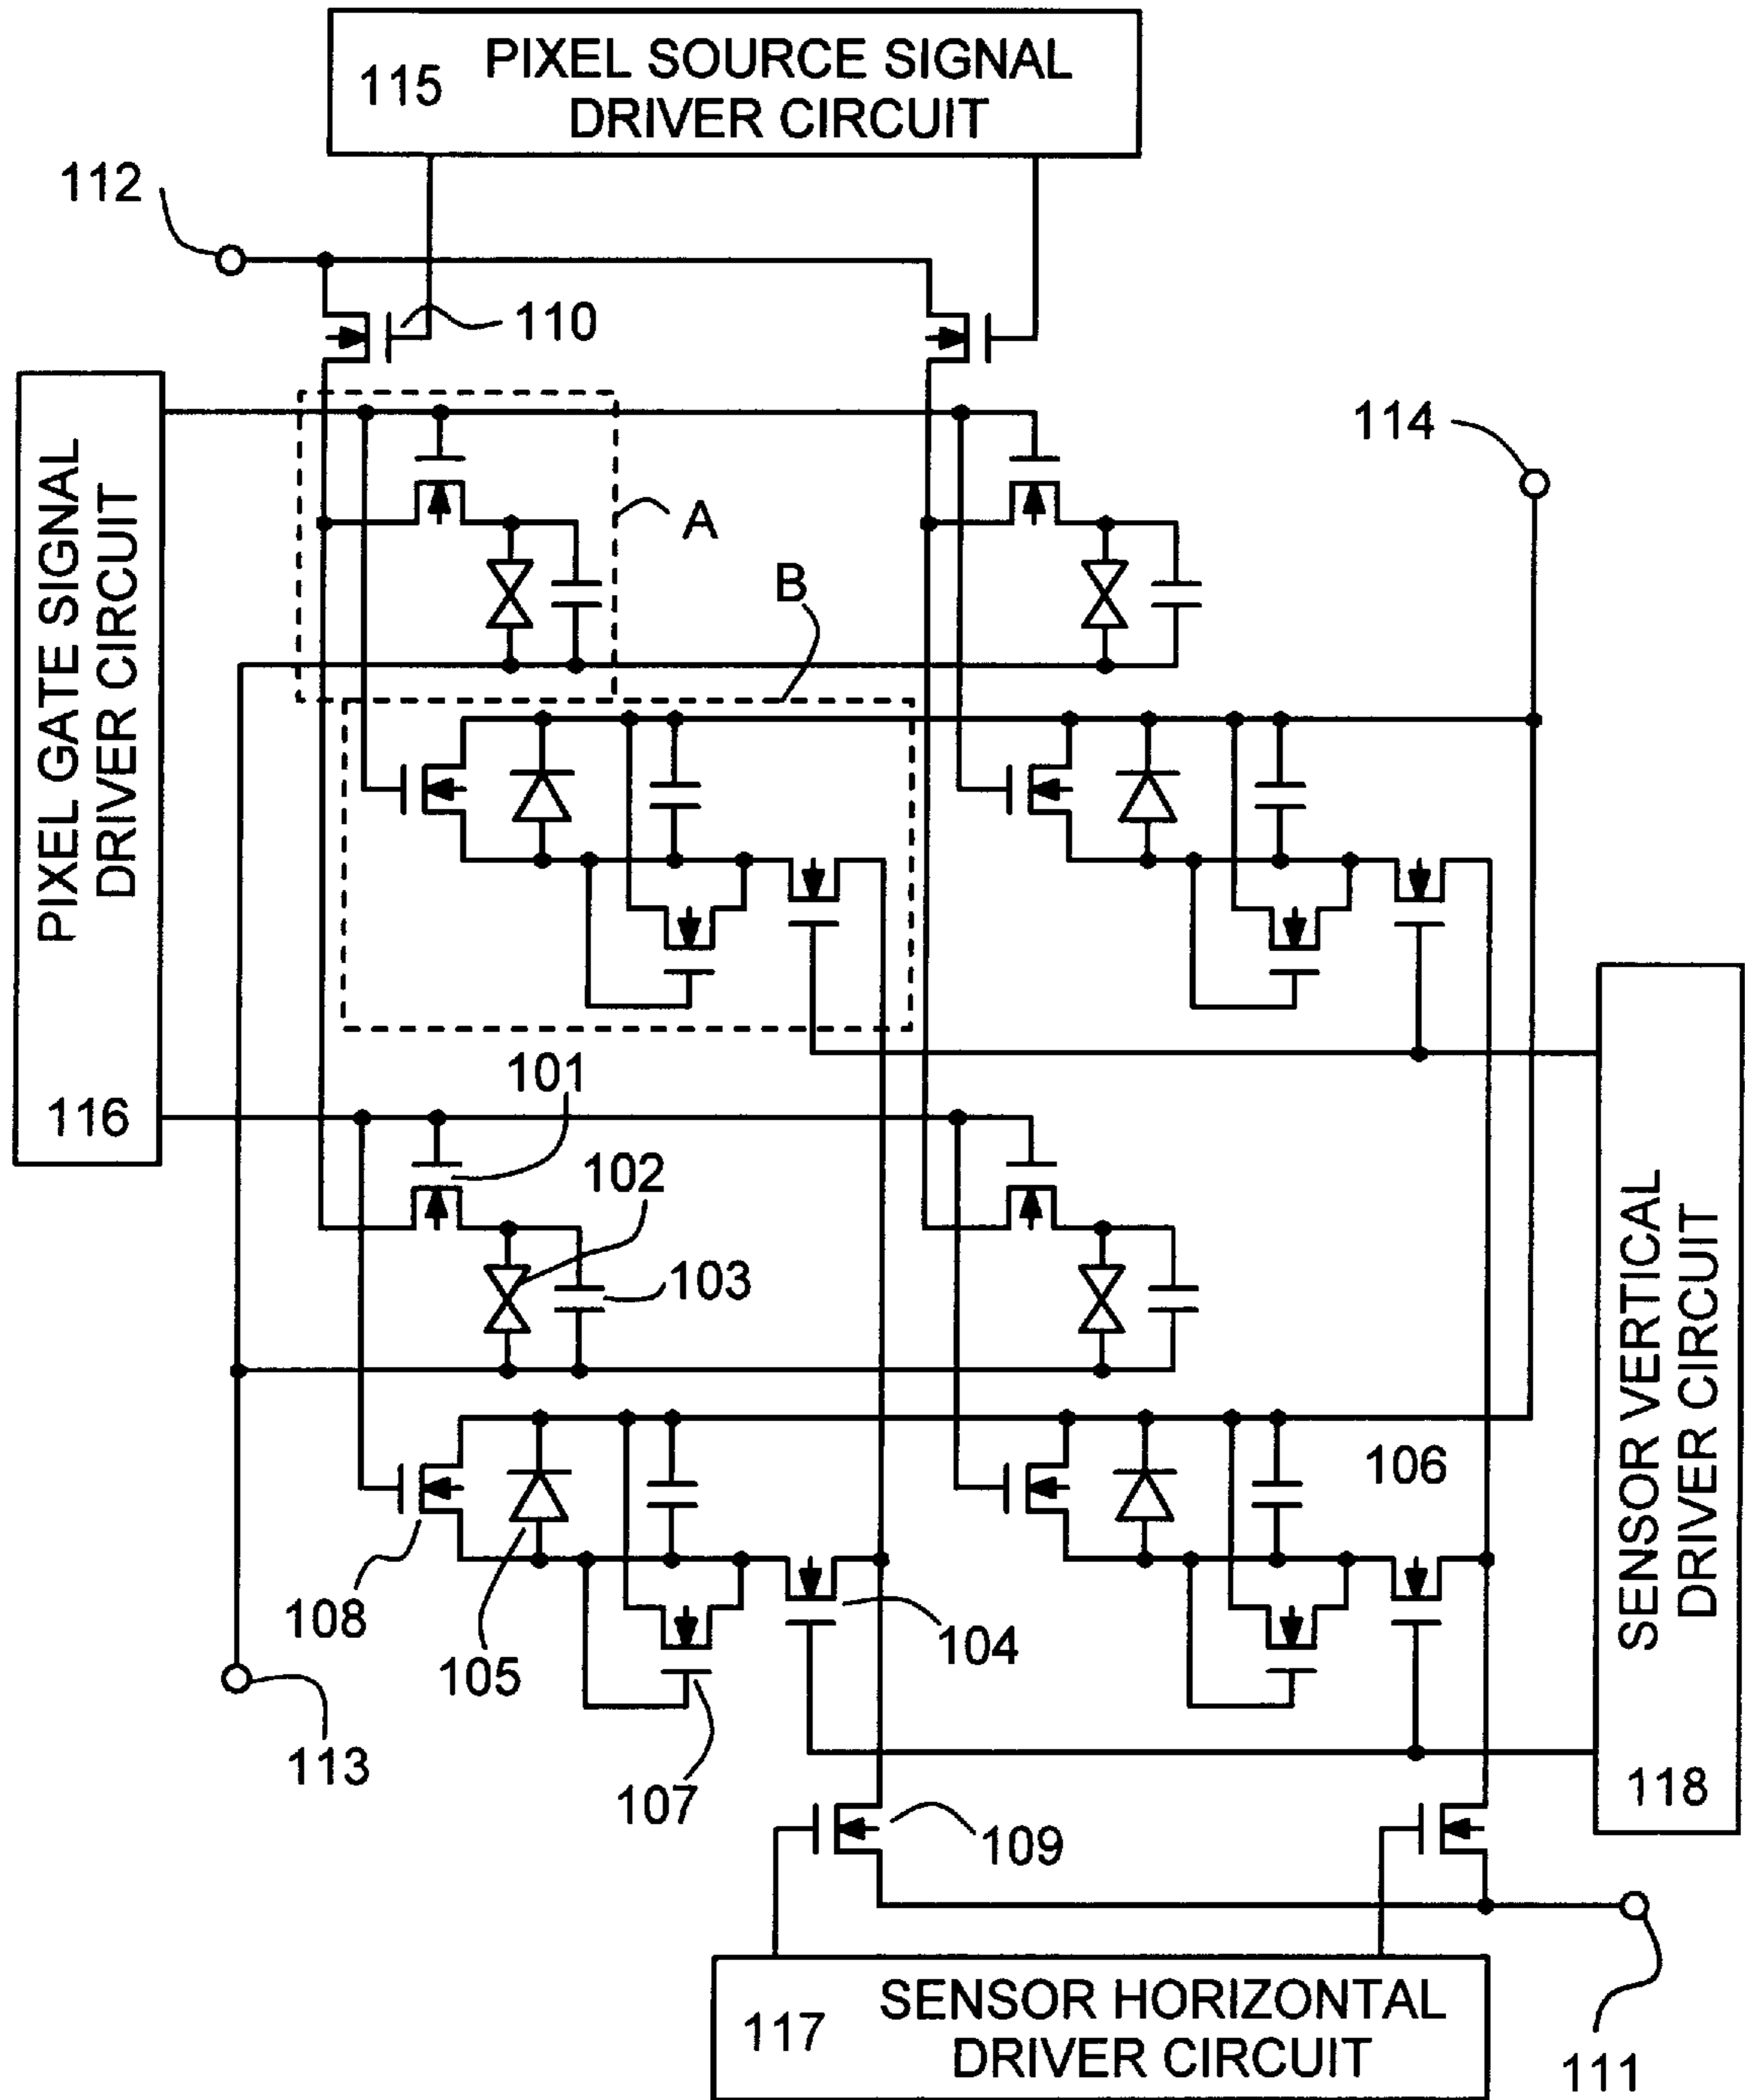 115
PIXEL SOURCE SIGNAL
DRIVER CIRCUIT
112
110
PIXEL GATE SIGNAL
DRIVER CIRCUIT
116
114
A
B
101
102
103
106
108
105
104
113
107
109
SENSOR VERTICAL
DRIVER CIRCUIT
118
117
SENSOR HORIZONTAL
DRIVER CIRCUIT
111